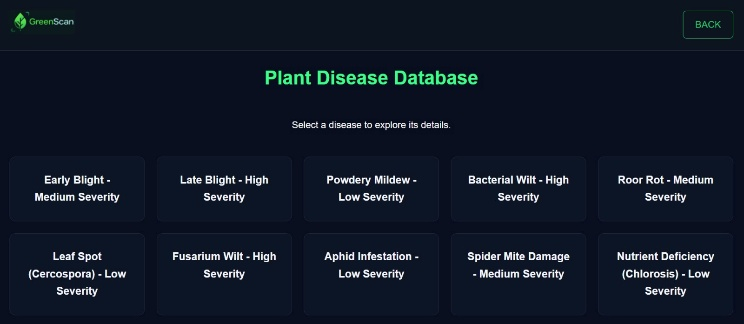 GreenScan
BACK
Plant Disease Database
Select a disease to explore its details.
Early Blight -
Medium Severity
Late Blight - High
Severity
Powdery Mildew -
Low Severity
Bacterial Wilt - High
Severity
Roor Rot - Medium
Severity
Leaf Spot
(Cercospora) - Low
Severity
Fusarium Wilt - High
Severity
Aphid Infestation -
Low Severity
Spider Mite Damage
- Medium Severity
Nutrient Deficiency
(Chlorosis) - Low
Severity